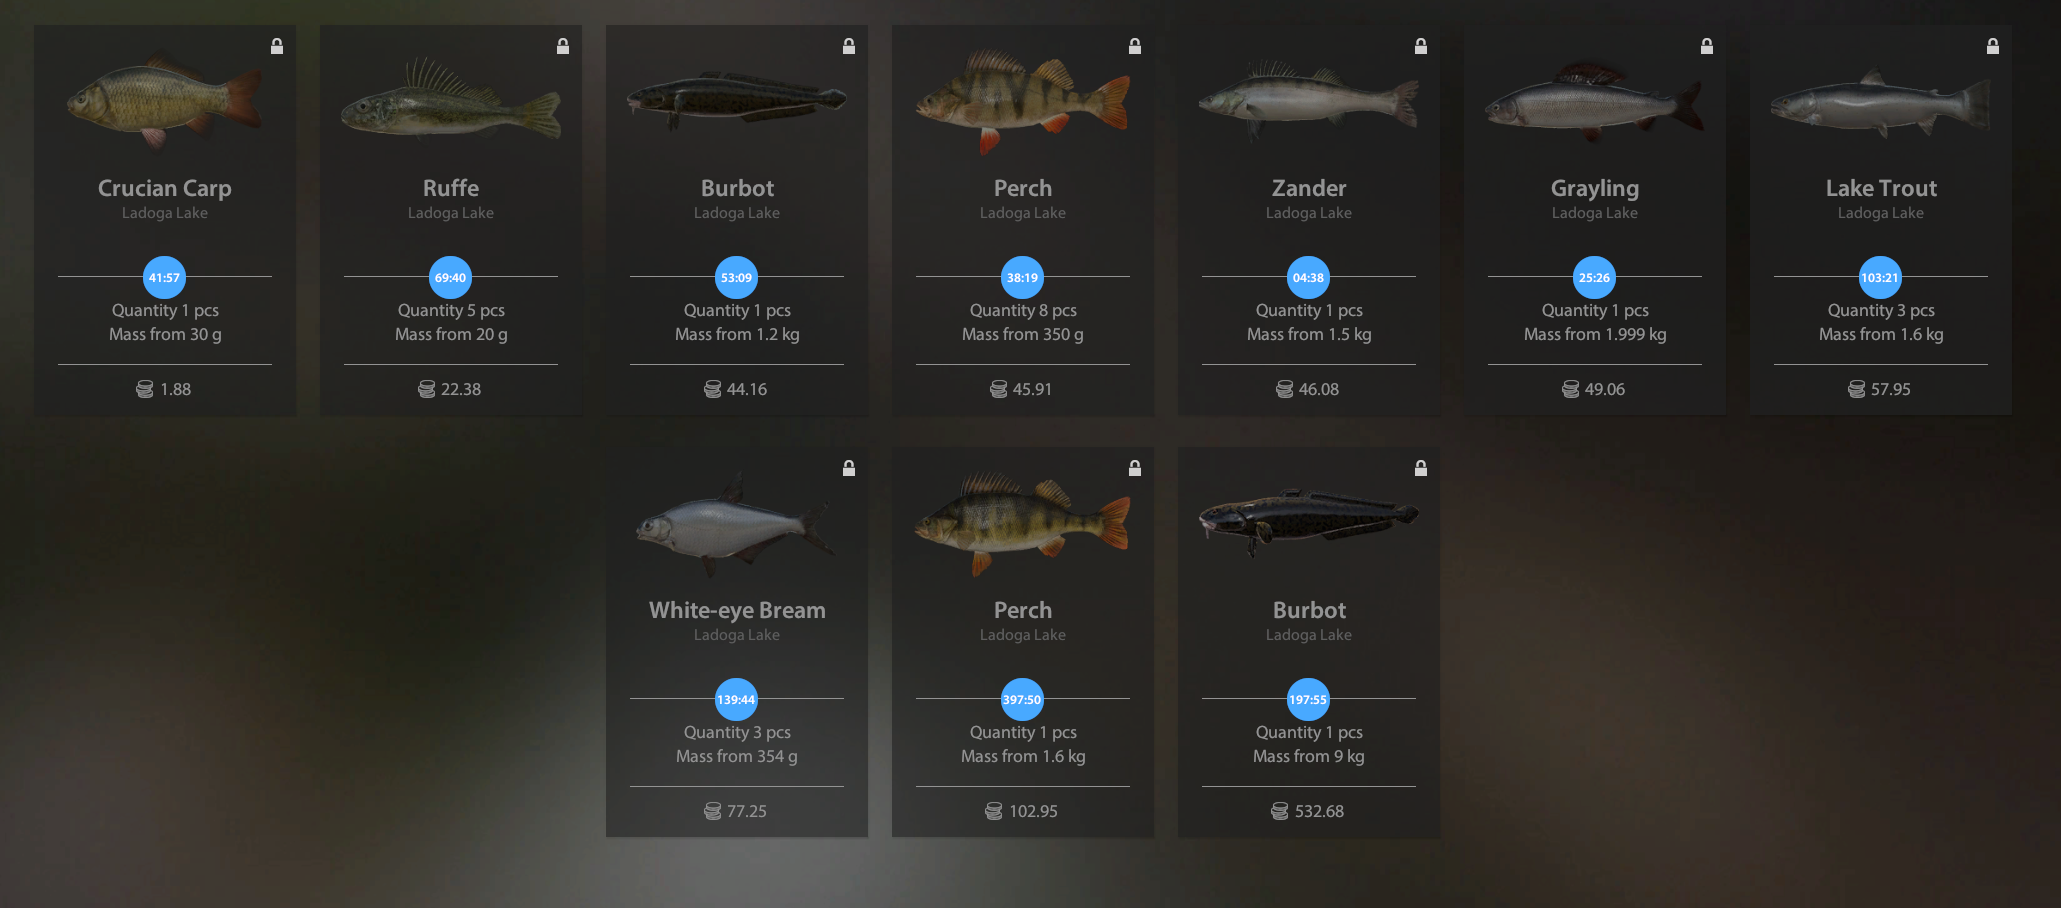 Crucian Carp
Ladoga Lake
41:57
Quantity 1 pcs
Mass from 30 g
1.88
Ruffe
Ladoga Lake
69:40
Quantity 5 pcs
Mass from 20 g
22.38
Burbot
Ladoga Lake
53:09
Quantity 1 pcs
Mass from 1.2 kg
44.16
Perch
Ladoga Lake
38:19
Quantity 8 pcs
Mass from 350 g
45.91
Zander
Ladoga Lake
04:38
Quantity 1 pcs
Mass from 1.5 kg
46.08
Grayling
Ladoga Lake
25:26
Quantity 1 pcs
Mass from 1.999 kg
49.06
Lake Trout
Ladoga Lake
103:21
Quantity 3 pcs
Mass from 1.6 kg
57.95
White-eye Bream
Ladoga Lake
139:44
Quantity 3 pcs
Mass from 354 g
77.25
Perch
Ladoga Lake
397:50
Quantity 1 pcs
Mass from 1.6 kg
102.95
Burbot
Ladoga Lake
197:55
Quantity 1 pcs
Mass from 9 kg
532.68